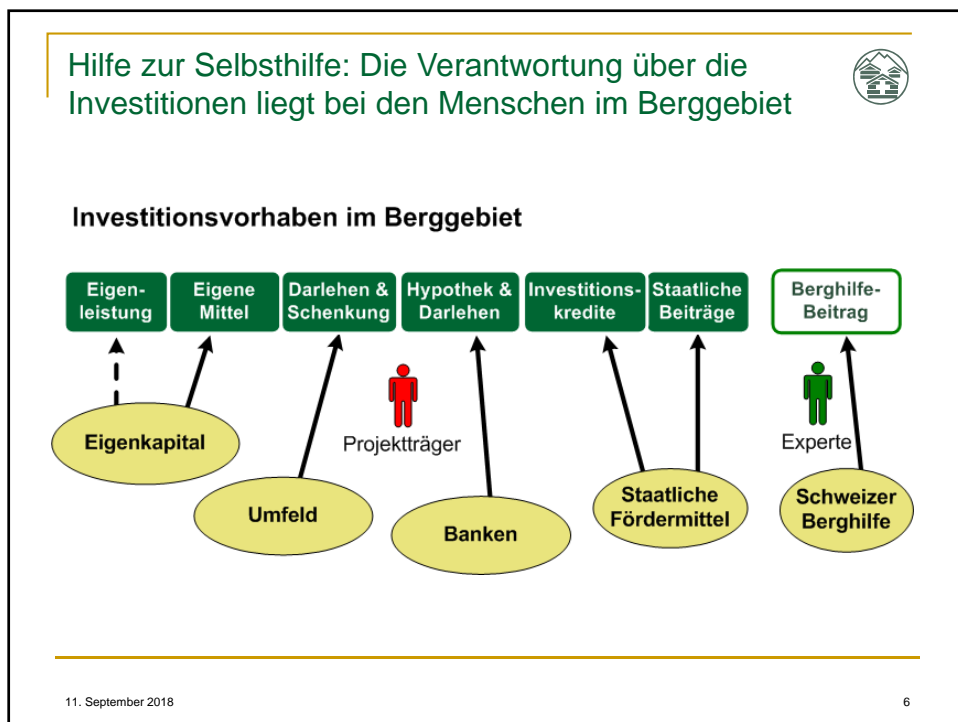 Hilfe zur Selbsthilfe: Die Verantwortung über die
Investitionen liegt bei den Menschen im Berggebiet
Investitionsvorhaben im Berggebiet
Eigen-
leistung
Eigene
Mittel
Darlehen &
Schenkung
Hypothek &
Darlehen
Investitions-
kredite
Staatliche
Beiträge
Berghilfe-
Beitrag
Eigenkapital
Projektträger
Experte
Umfeld
Banken
Staatliche
Fördermittel
Schweizer
Berghilfe
11. September 2018
6